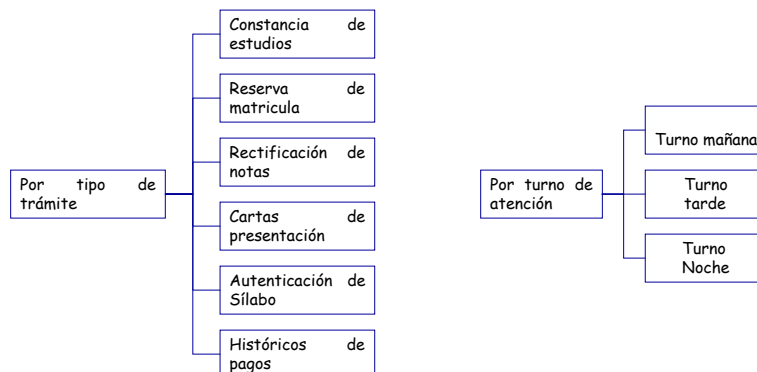 Constancia de
estudios
Reserva de
matricula
Rectificación de
notas
Por tipo de
trámite
Cartas de
presentación
Autenticación de
Sílabo
Históricos de
pagos
Turno mañana
Por turno de
atención
Turno
tarde
Turno
Noche